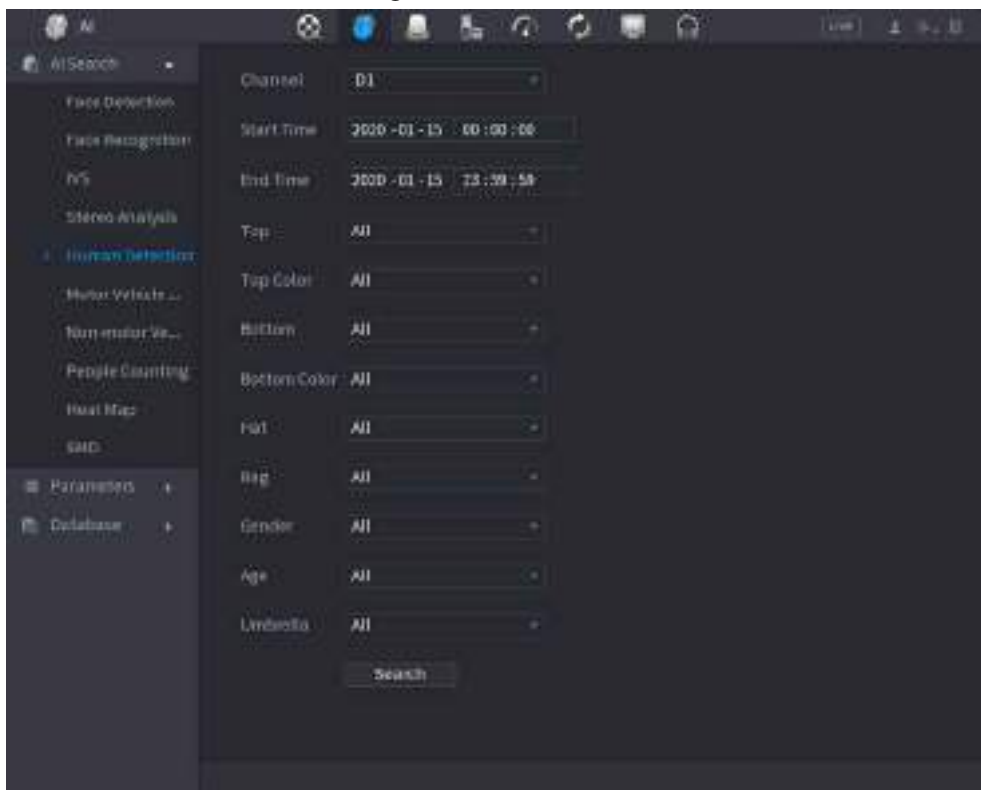 AI
LIVE
AI Search
Face Detection
Face Recognition
IVS
Stereo Analysis
Human Detection
Motor Vehicle ...
Non-motor Ve...
People Counting
Heat Map
SMD
Parameters
Database
Channel D1
Start Time 2020 -01 -15 00 : 00 : 00
End Time 2020 -01 -15 23 : 59 : 59
Top All
Top Color All
Bottom All
Bottom Color All
Hat All
Bag All
Gender All
Age All
Umbrella All
Search